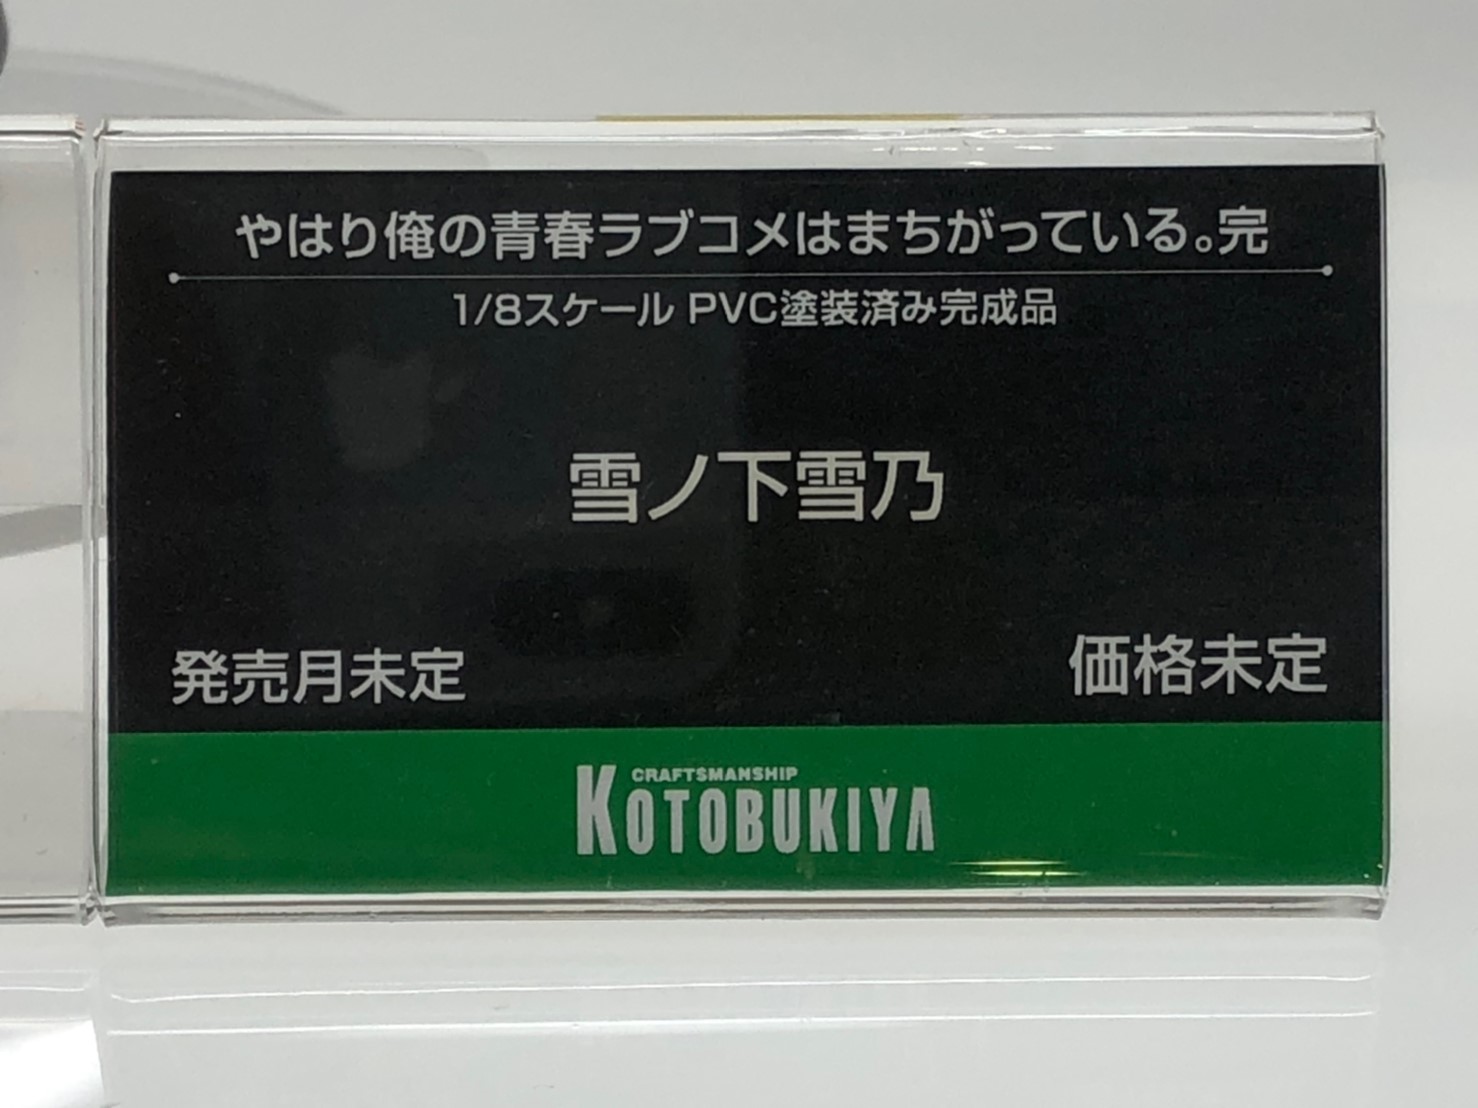 やはり俺の青春ラブコメはまちがっている。完
1/8スケール PVC塗装済み完成品
雪ノ下雪乃
発売月未定
価格未定
CRAFTSMANSHIP
KOTOBUKIYA